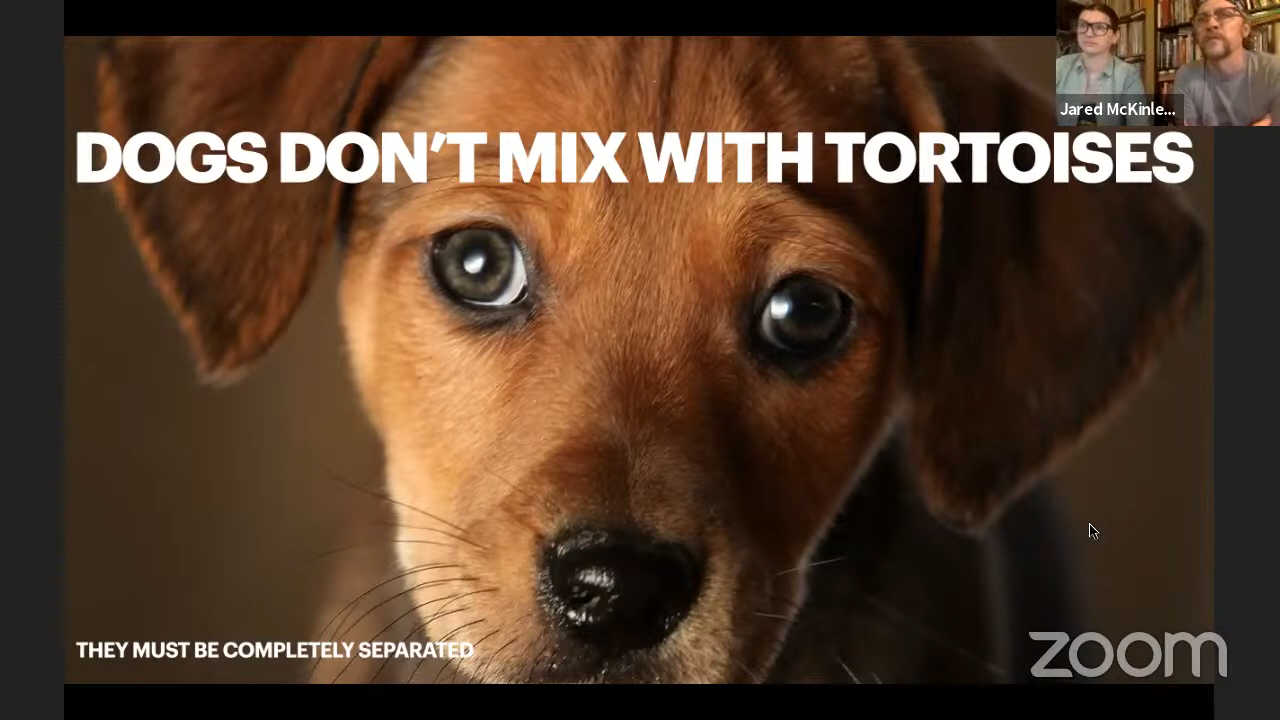 Jared McKinle...
DOGS DON'T MIX WITH TORTOISES
THEY MUST BE COMPLETELY SEPARATED
zoom